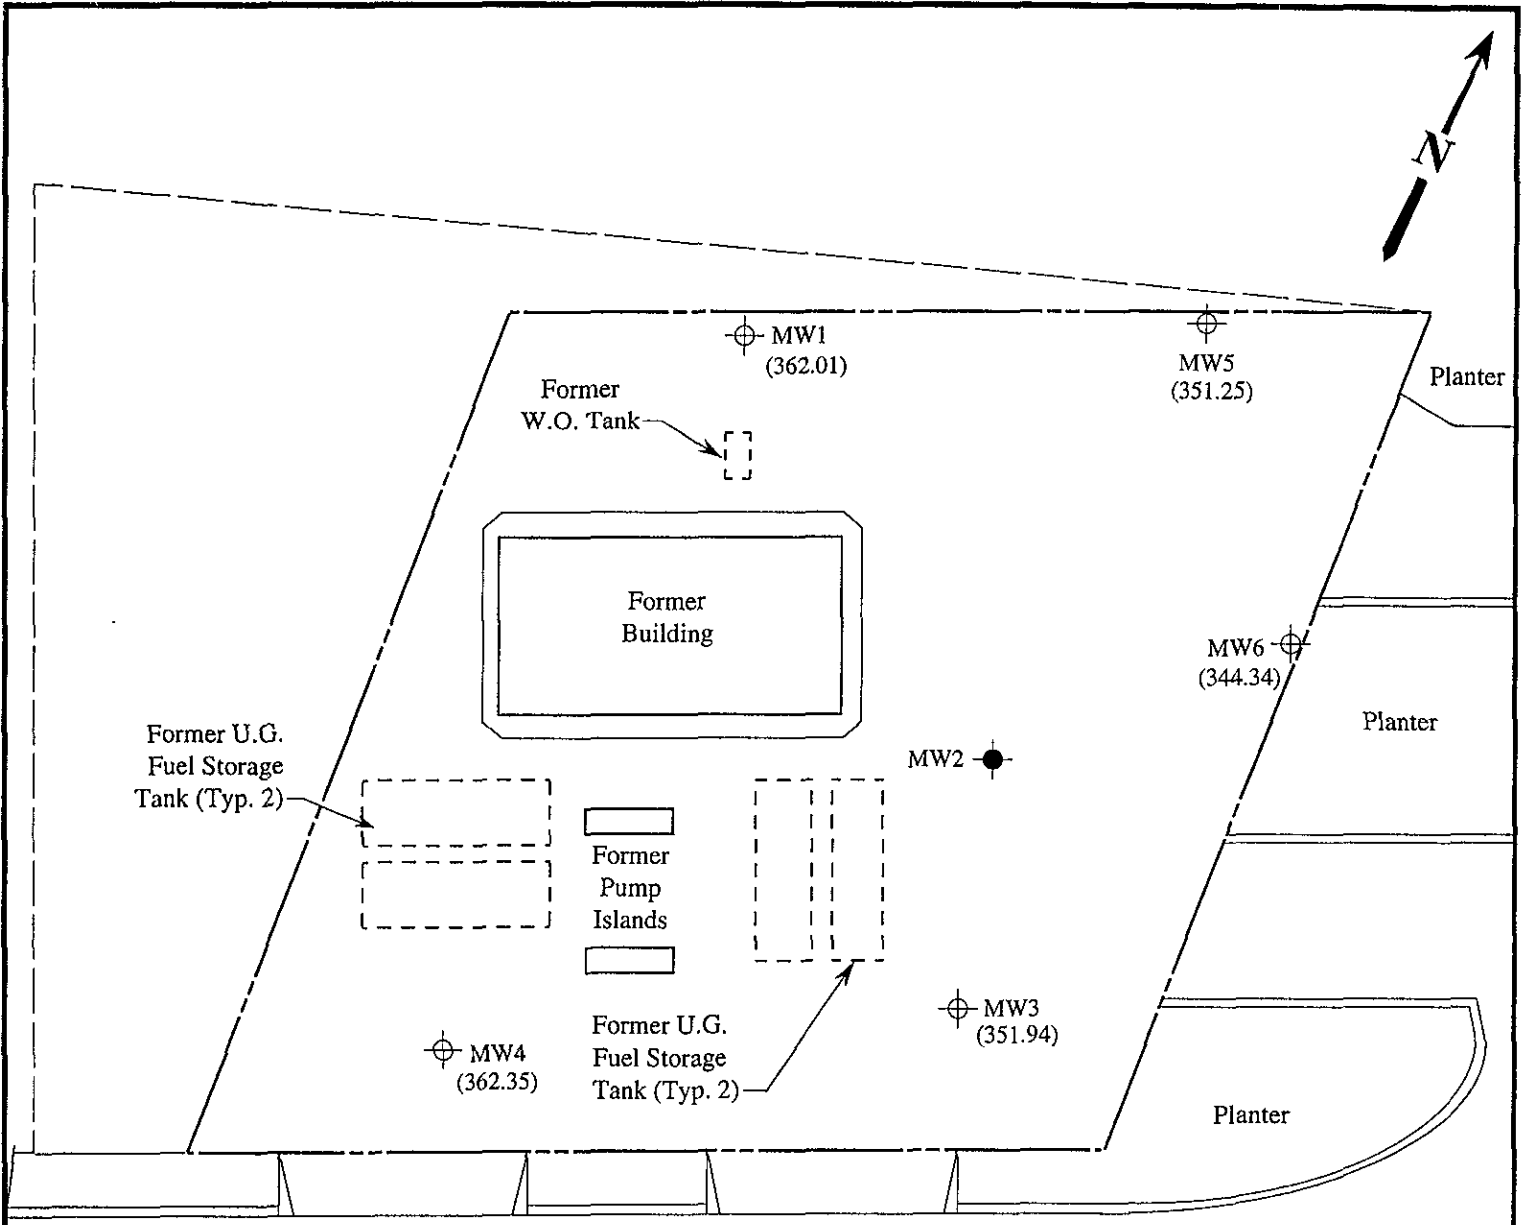 N
MW1
(362.01)
MW5
(351.25)
Planter
Former
W.O. Tank
Former
Building
MW6
(344.34)
Planter
Former U.G.
Fuel Storage
Tank (Typ. 2)
MW2
Former
Pump
Islands
MW3
(351.94)
Former U.G.
Fuel Storage
Tank (Typ. 2)
MW4
(362.35)
Planter